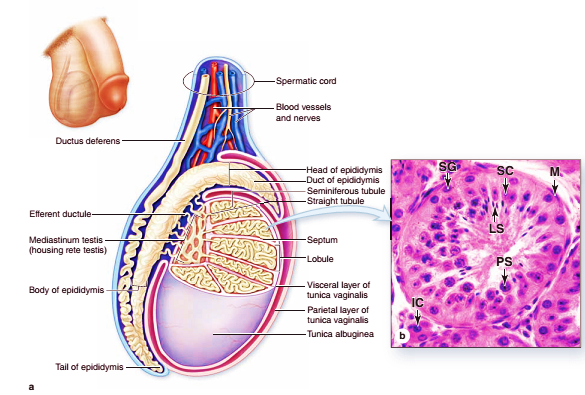 Spermatic cord
Blood vessels
and nerves
Ductus deferens
Head of epididymis
Duct of epididymis
Seminiferous tubule
Straight tubule
Efferent ductule
Mediastinum testis
(housing rete testis)
Septum
Lobule
Body of epididymis
Visceral layer of
tunica vaginalis
Parietal layer of
tunica vaginalis
Tunica albuginea
Tail of epididymis
a
SG
SC
M
LS
PS
IC
b